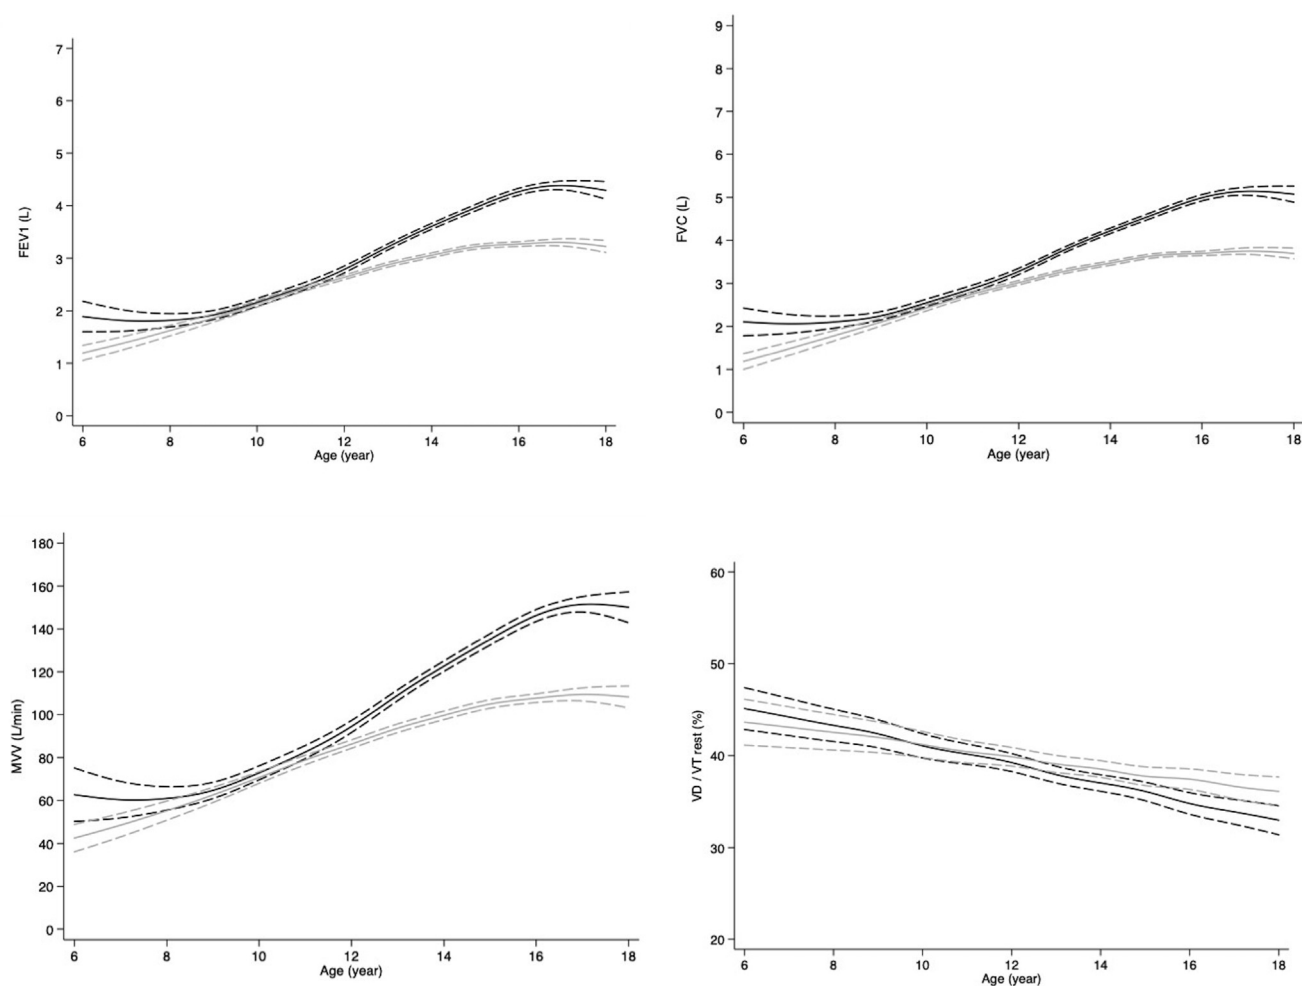 FEV1 (L)
7
6
5
4
3
2
1
0
6 8 10 12 14 16 18
Age (year)
FVC (L)
9
8
7
6
5
4
3
2
1
0
6 8 10 12 14 16 18
Age (year)
MVV (L/min)
180
160
140
120
100
80
60
40
20
0
6 8 10 12 14 16 18
Age (year)
VD / VT rest (%)
60
50
40
30
20
6 8 10 12 14 16 18
Age (year)